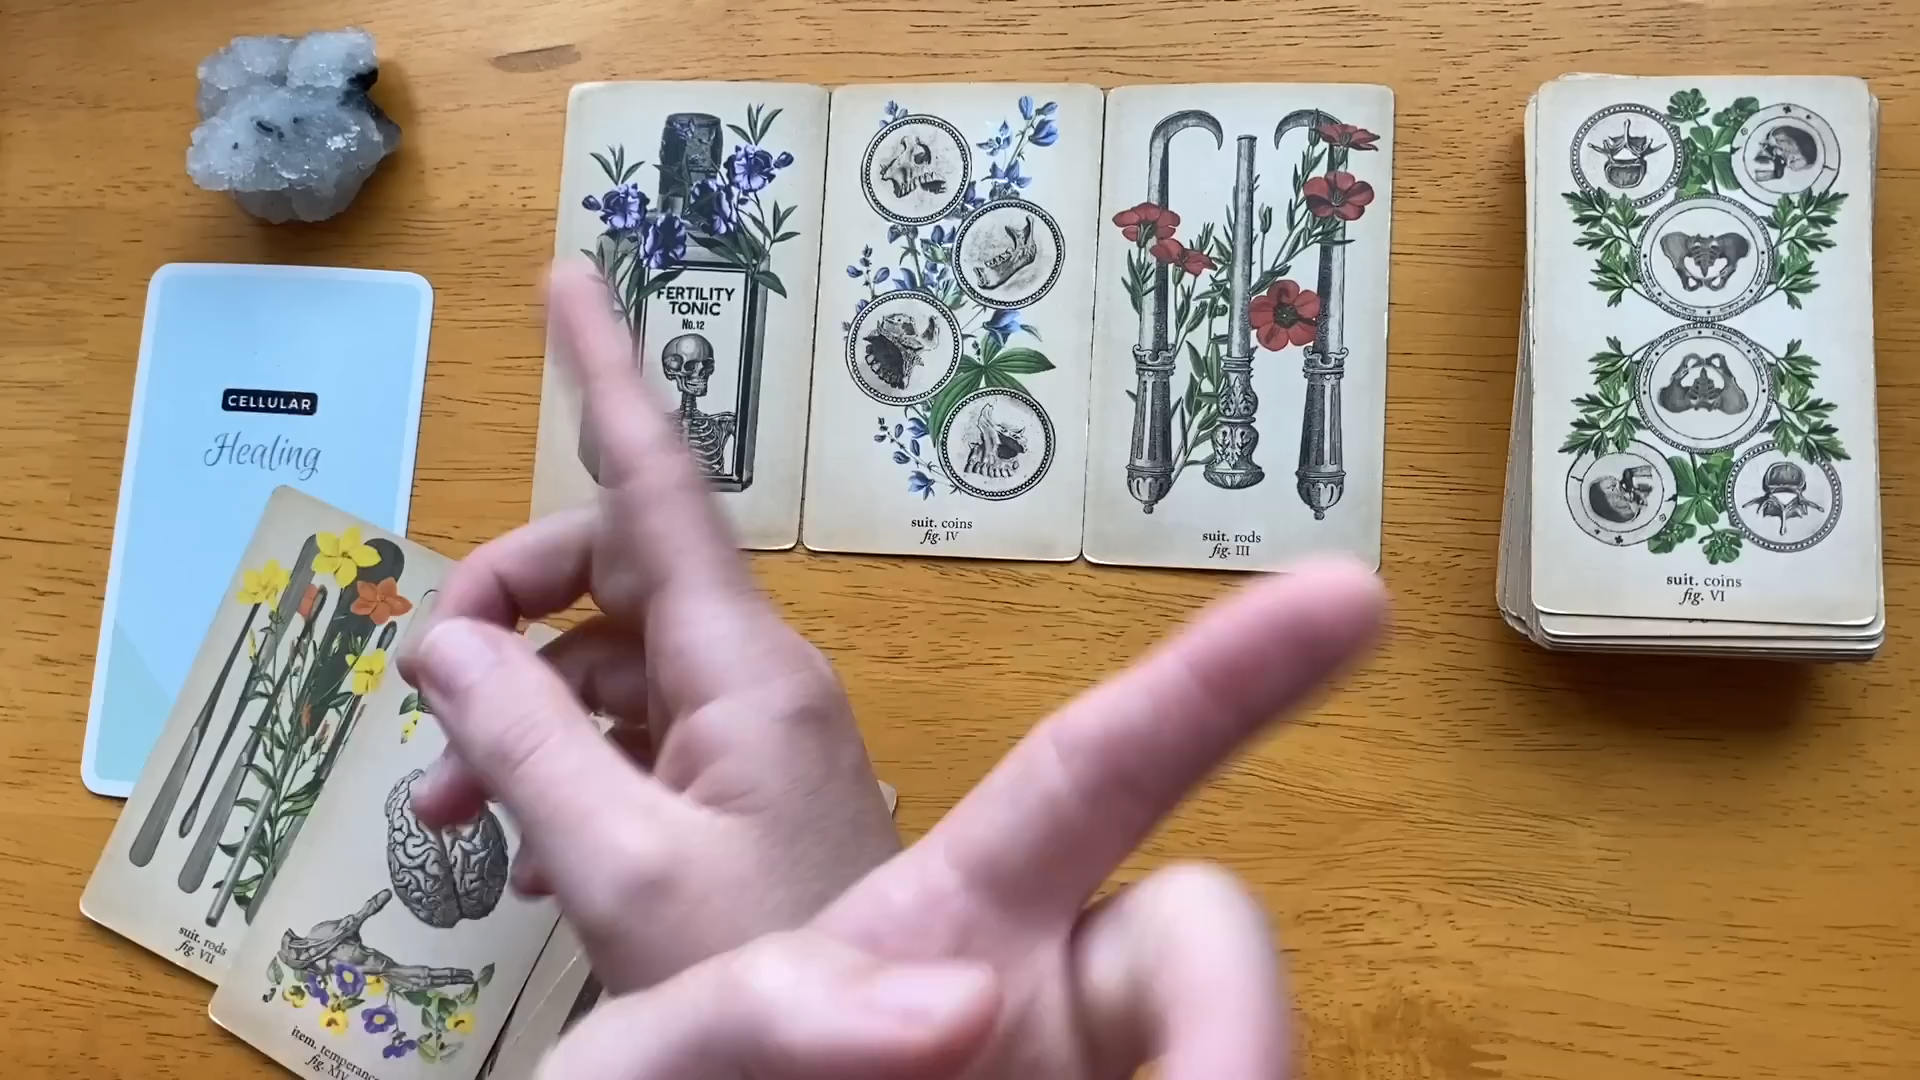 CELLULAR
Healing
FERTILITY
TONIC
No.12
suit. coins
fig. IV
suit. rods
fig. III
suit. coins
fig. VI
suit. rods
fig. VII
item. temperance
fig. XIV